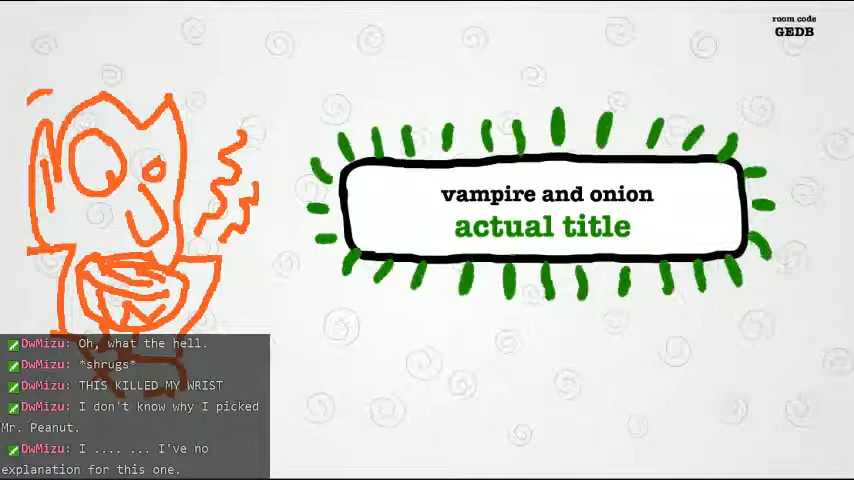 room code
GEDB
vampire and onion
actual title
DwMizu: Oh, what the hell.
DwMizu: *shrugs*
DwMizu: THIS KILLED MY WRIST
DwMizu: I don't know why I picked
Mr. Peanut.
DwMizu: I .... ... I've no
explanation for this one.